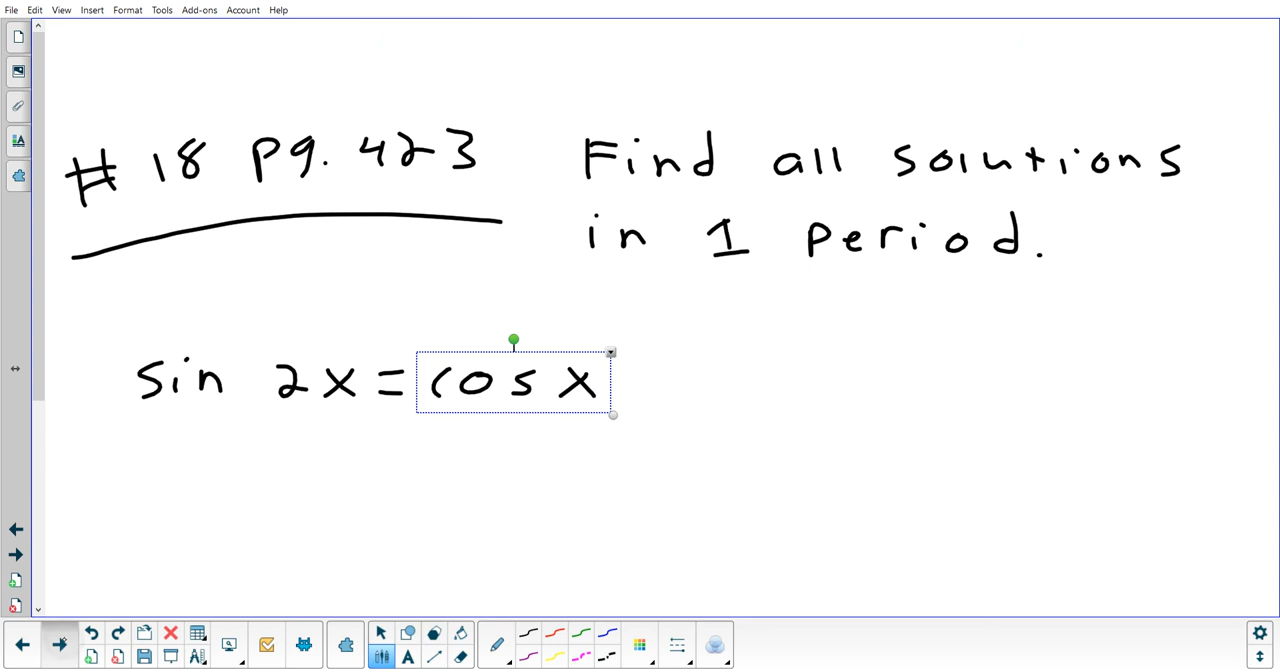 File Edit View Insert Format Tools Add-ons Account Help
# 18 pg. 423
Find all solutions
in 1 period.
sin 2x = cos x